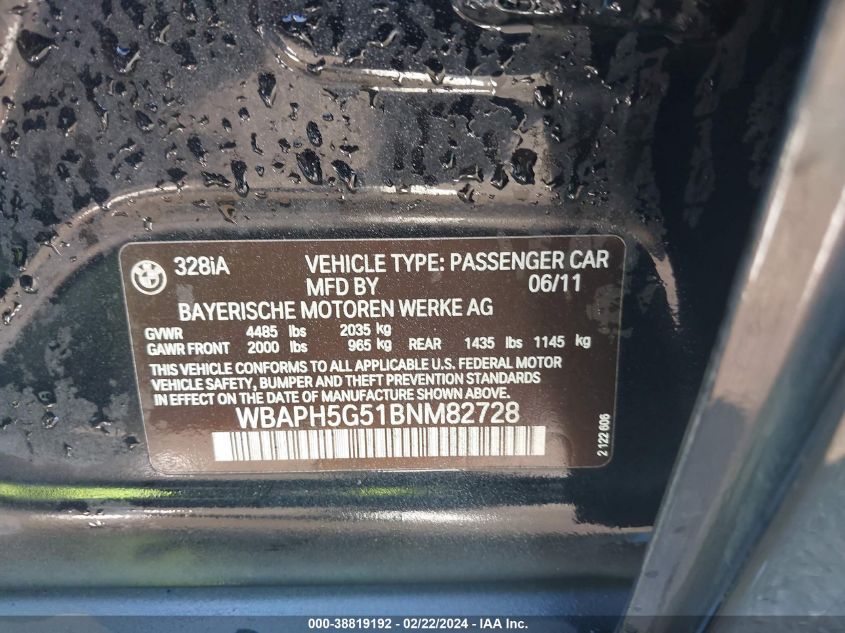 BMW
328iA VEHICLE TYPE: PASSENGER CAR
MFD BY 06/11
BAYERISCHE MOTOREN WERKE AG
GVWR 4485 lbs 2035 kg
GAWR FRONT 2000 lbs 965 kg REAR 1435 lbs 1145 kg
THIS VEHICLE CONFORMS TO ALL APPLICABLE U.S. FEDERAL MOTOR
VEHICLE SAFETY, BUMPER AND THEFT PREVENTION STANDARDS
IN EFFECT ON THE DATE OF MANUFACTURE SHOWN ABOVE.
WBAPH5G51BNM82728
2 122 606
000-38819192 - 02/22/2024 - IAA, Inc.